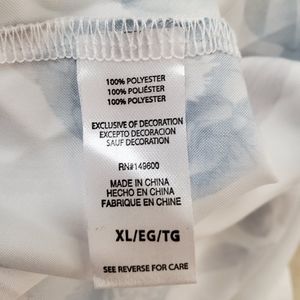 100% POLYESTER
100% POLIÉSTER
100% POLYESTER
EXCLUSIVE OF DECORATION
EXCEPTO DECORACION
SAUF DECORATION
RN#149600
MADE IN CHINA
HECHO EN CHINA
FABRIQUE EN CHINE
XL/EG/TG
SEE REVERSE FOR CARE